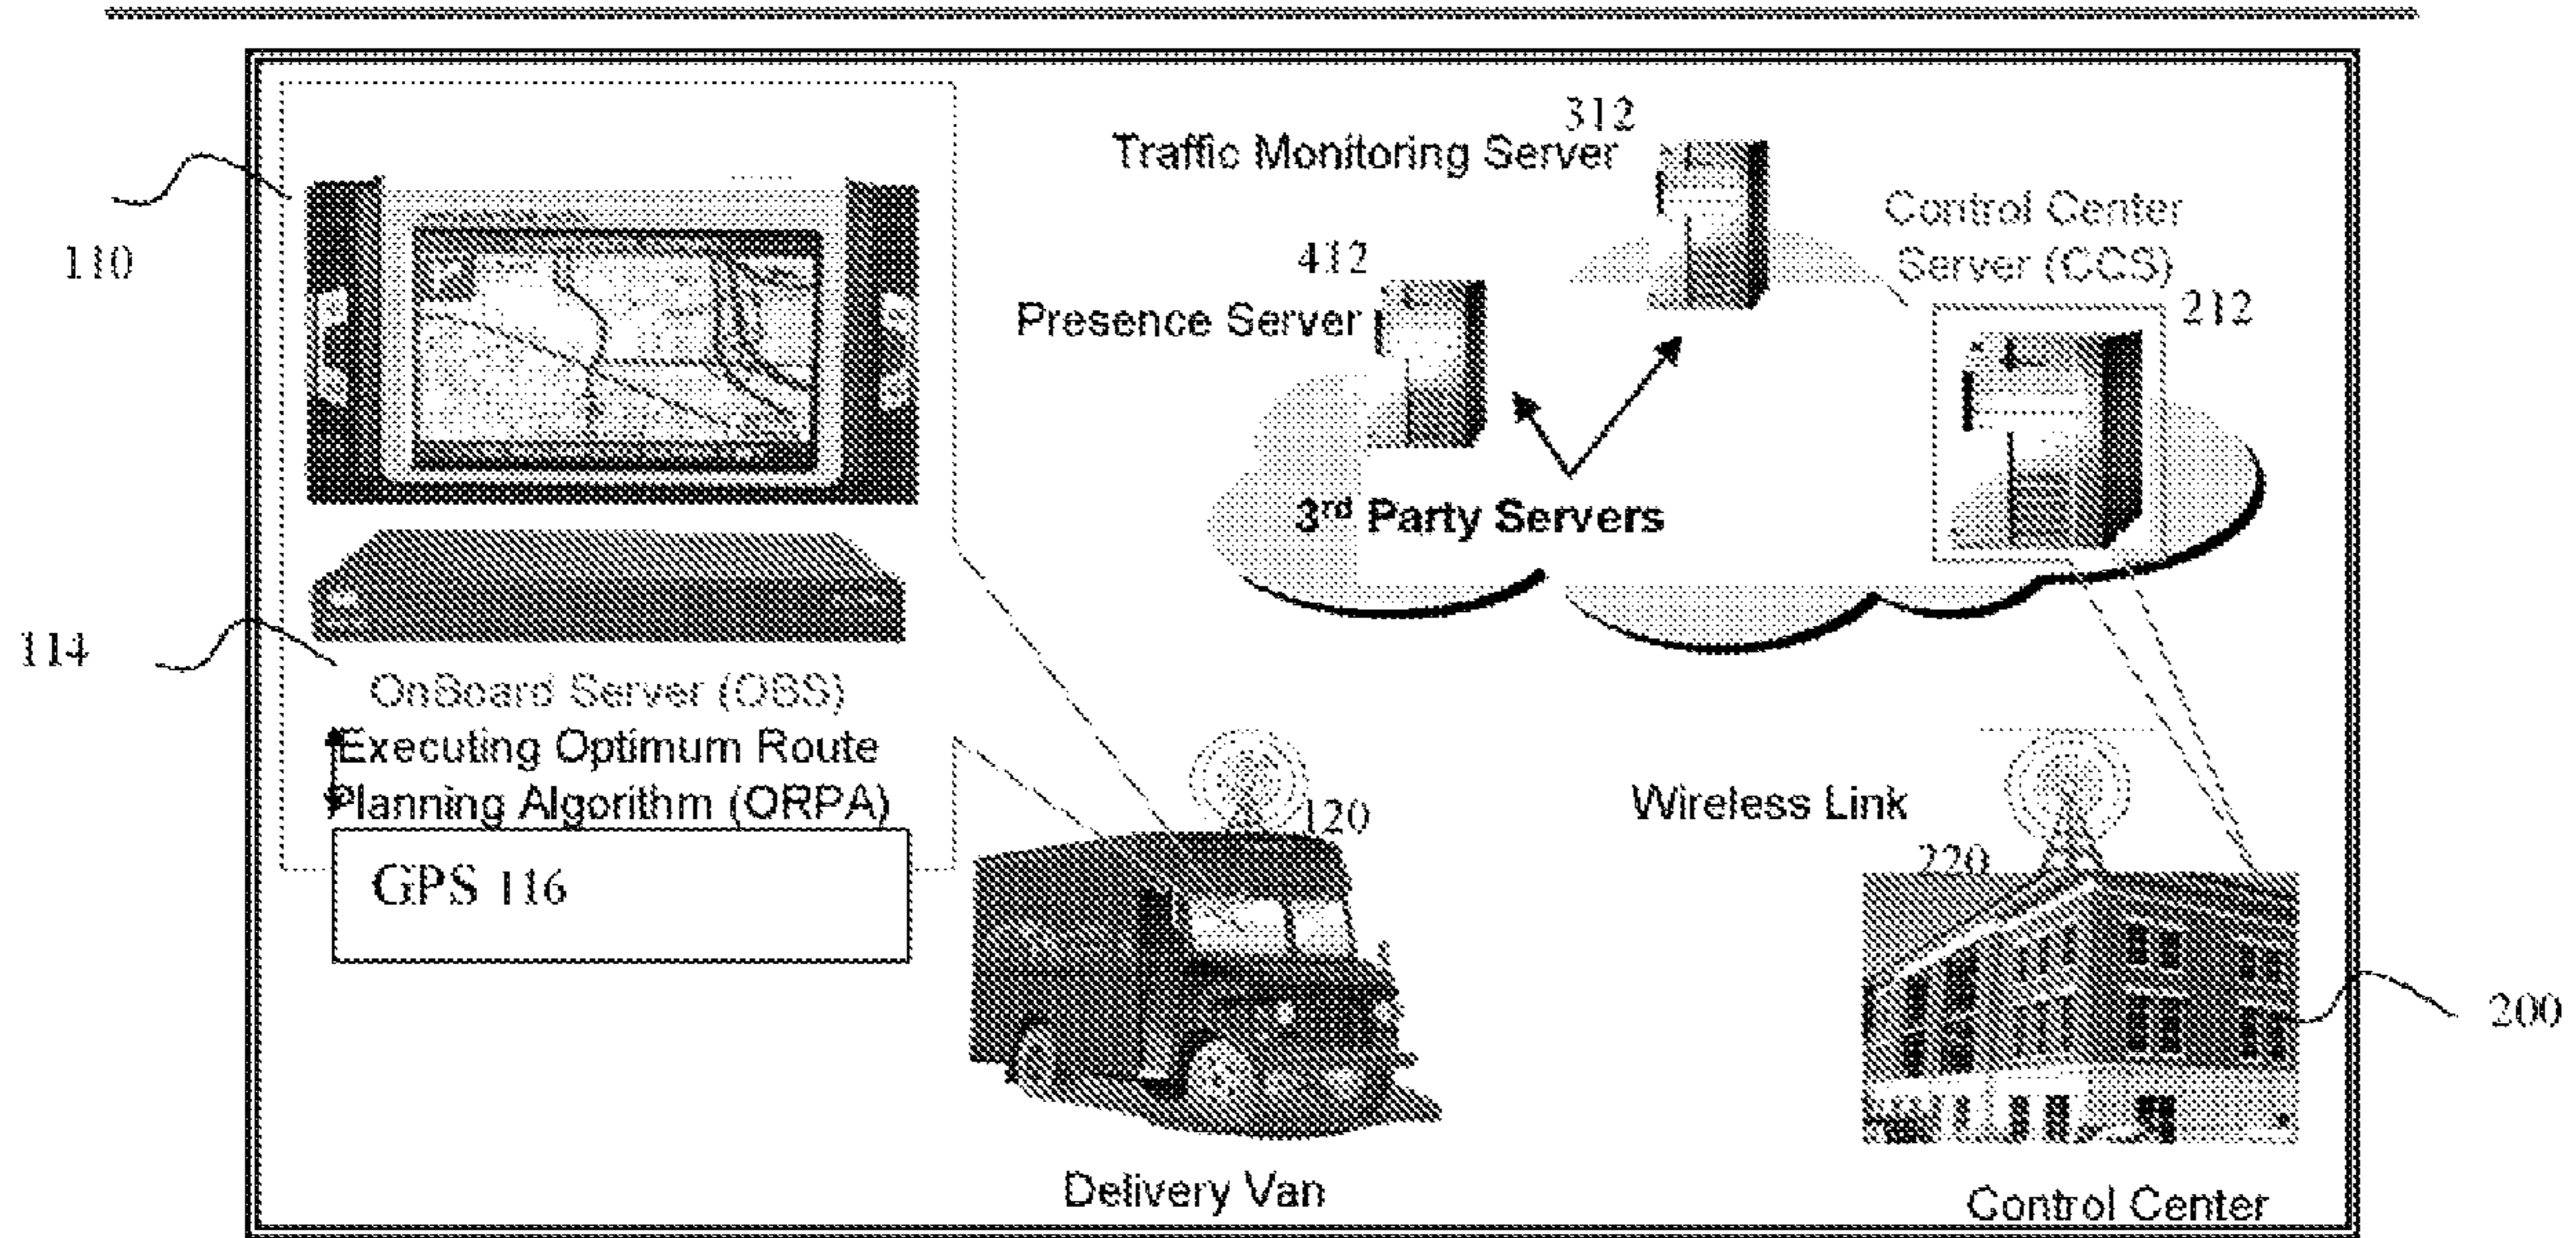 312
Traffic Monitoring Server
Control Center
Server (CCS)
110
412
Presence Server
212
3rd Party Servers
114
OnBoard Server (OBS)
Executing Optimum Route
Planning Algorithm (ORPA)
120
Wireless Link
GPS 116
220
200
Delivery Van
Control Center